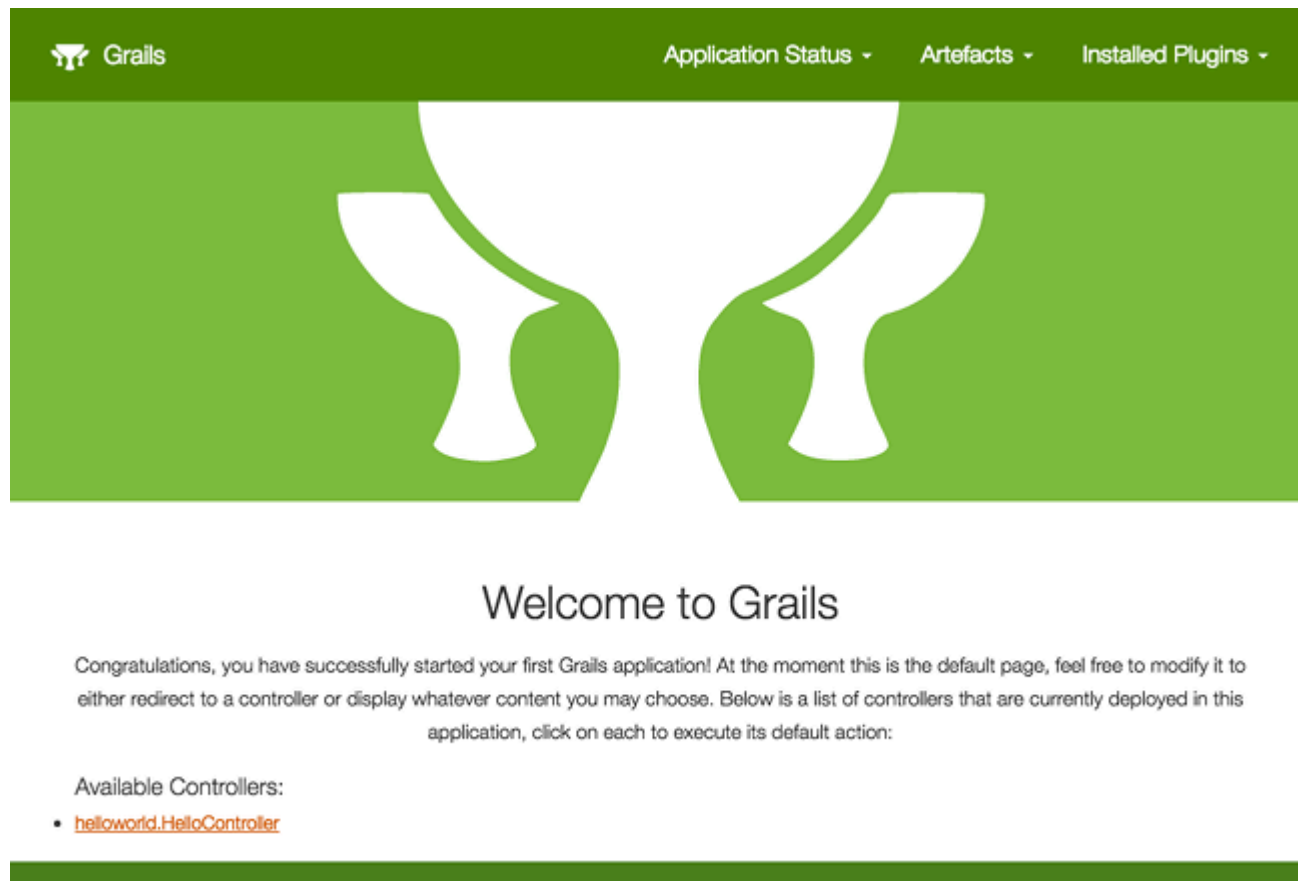 Grails
Application Status
Artefacts
Installed Plugins
Welcome to Grails
Congratulations, you have successfully started your first Grails application! At the moment this is the default page, feel free to modify it to
either redirect to a controller or display whatever content you may choose. Below is a list of controllers that are currently deployed in this
application, click on each to execute its default action:
Available Controllers:
• helloworld.HelloController